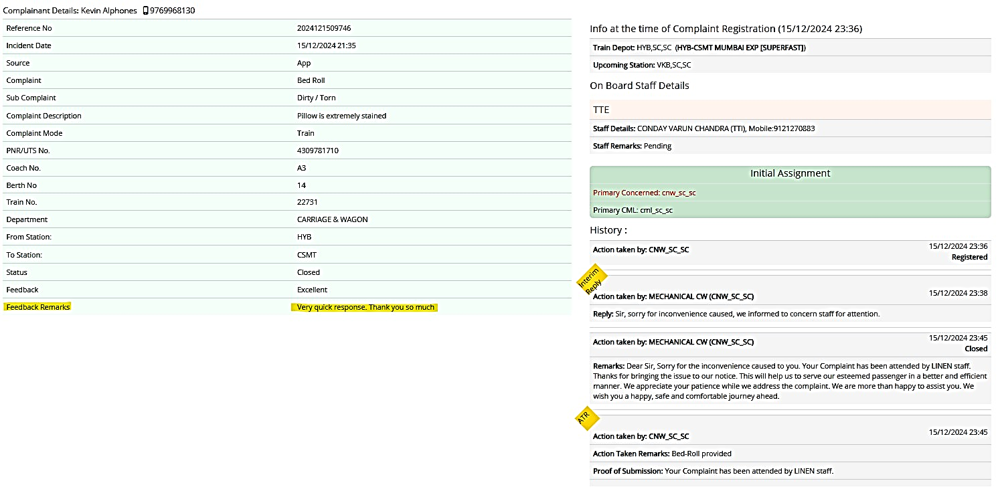 Complainant Details: Kevin Alphones 9769968130
Reference No 2024121509746
Incident Date 15/12/2024 21:35
Source App
Complaint Bed Roll
Sub Complaint Dirty / Torn
Complaint Description Pillow is extremely stained
Complaint Mode Train
PNR/UTS No. 4309781710
Coach No. A3
Berth No 14
Train No. 22731
Department CARRIAGE & WAGON
From Station: HYB
To Station: CSMT
Status Closed
Feedback Excellent
Feedback Remarks Very quick response. Thank you so much
Info at the time of Complaint Registration (15/12/2024 23:36)
Train Depot: HYB,SC,SC (HYB-CSMT MUMBAI EXP [SUPERFAST])
Upcoming Station: VKB,SC,SC
On Board Staff Details
TTE
Staff Details: CONDAY VARUN CHANDRA (TTI), Mobile:9121270883
Staff Remarks: Pending
Initial Assignment
Primary Concerned: cnw_sc_sc
Primary CML: cml_sc_sc
History :
Action taken by: CNW_SC_SC 15/12/2024 23:36
Registered
Interim
Reply
Action taken by: MECHANICAL CW (CNW_SC_SC) 15/12/2024 23:38
Reply: Sir, sorry for inconvenience caused, we informed to concern staff for attention.
Action taken by: MECHANICAL CW (CNW_SC_SC) 15/12/2024 23:45
Closed
Remarks: Dear Sir, Sorry for the inconvenience caused to you. Your Complaint has been attended by LINEN staff.
Thanks for bringing the issue to our notice. This will help us to serve our esteemed passenger in a better and efficient
manner. We appreciate your patience while we address the complaint. We are more than happy to assist you. We
wish you a happy, safe and comfortable journey ahead.
ATR
Action taken by: CNW_SC_SC 15/12/2024 23:45
Action Taken Remarks: Bed-Roll provided
Proof of Submission: Your Complaint has been attended by LINEN staff.